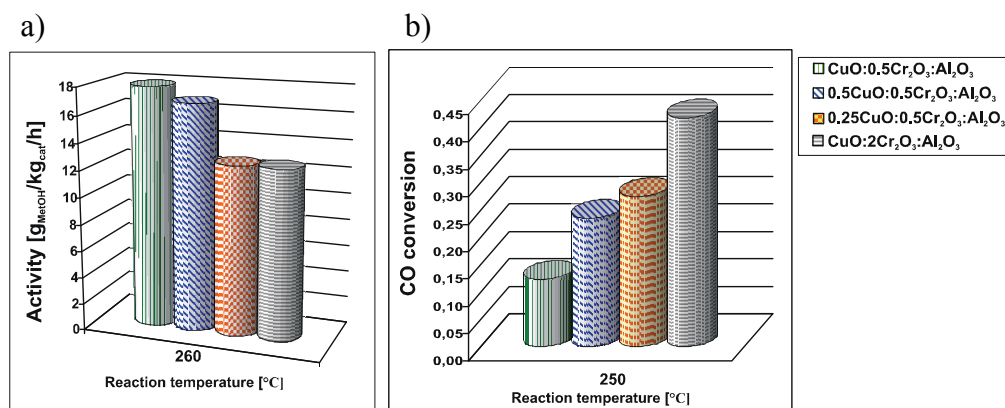 a)
18
16
14
12
10
8
6
4
2
0
Activity [gMetOH/kgcat/h]
260
Reaction temperature [°C]
b)
0,45
0,40
0,35
0,30
0,25
0,20
0,15
0,10
0,05
0,00
CO conversion
250
Reaction temperature [°C]
CuO:0.5Cr₂O₃:Al₂O₃
0.5CuO:0.5Cr₂O₃:Al₂O₃
0.25CuO:0.5Cr₂O₃:Al₂O₃
CuO:2Cr₂O₃:Al₂O₃